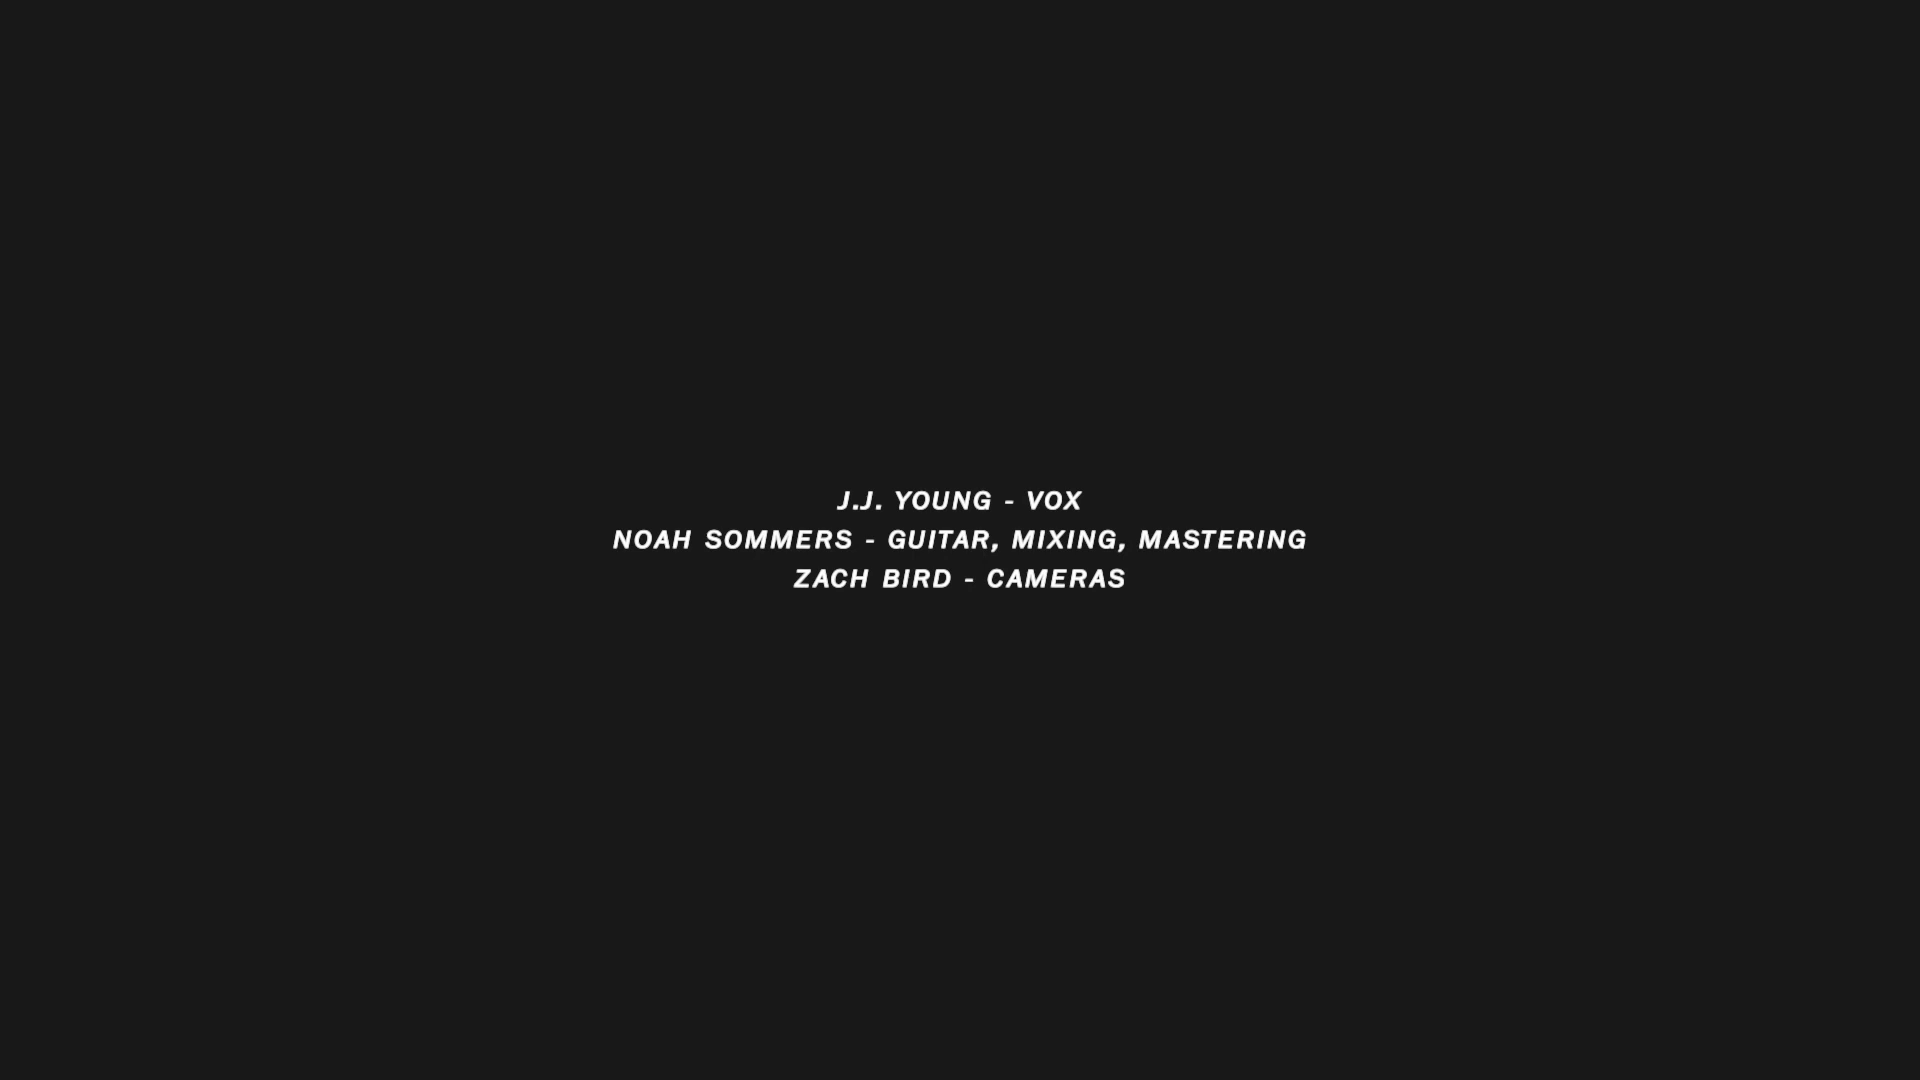 J.J. YOUNG - VOX
NOAH SOMMERS - GUITAR, MIXING, MASTERING
ZACH BIRD - CAMERAS